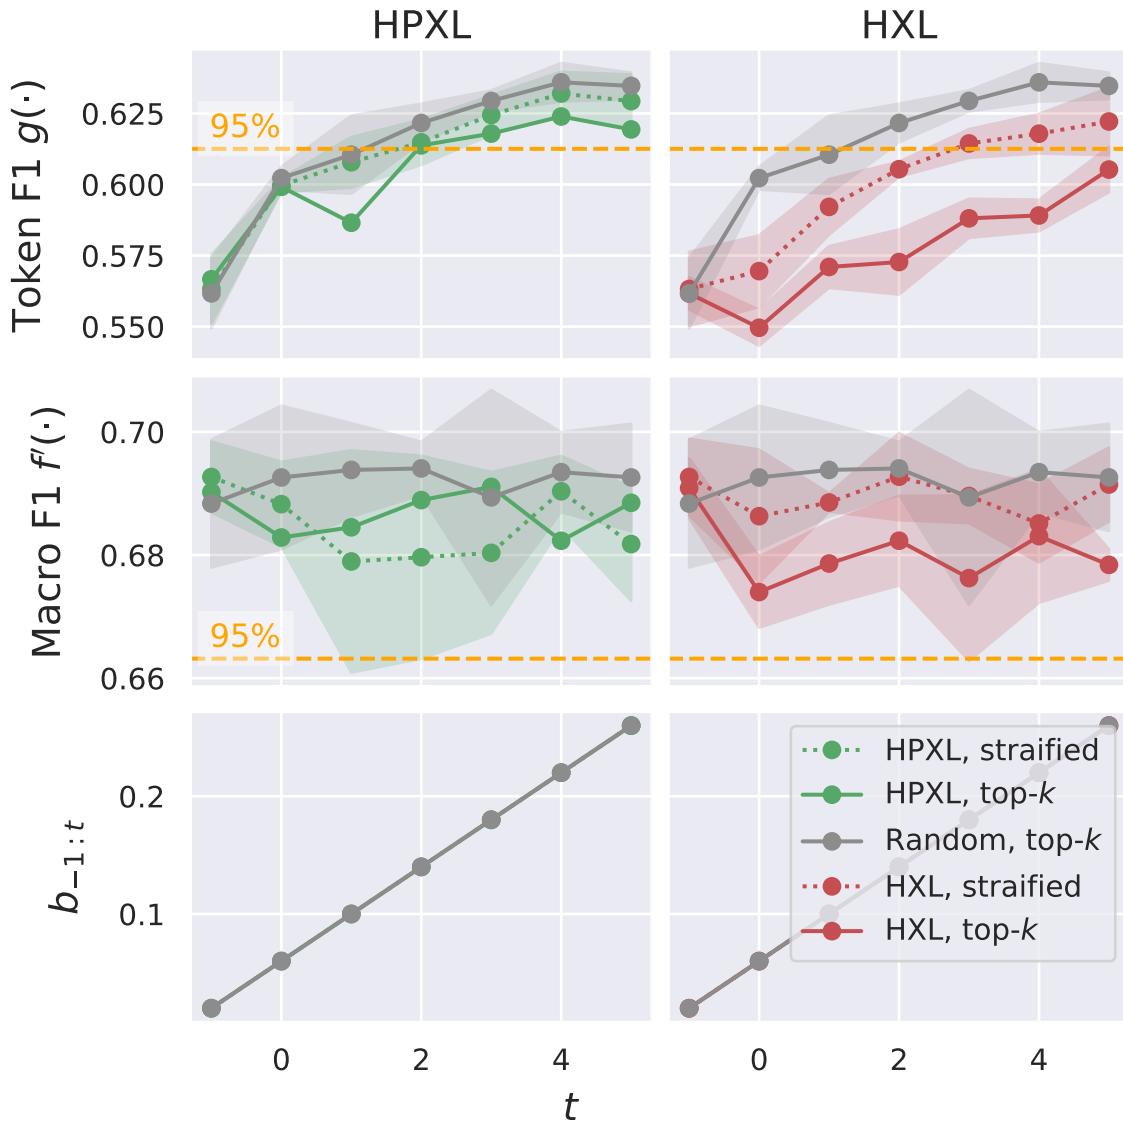 HPXL HXL
Token F1 g(·)
0.625
0.600
0.575
0.550
95%
Macro F1 f′(·)
0.70
0.68
0.66
95%
b−1:t
0.2
0.1
HPXL, straified
HPXL, top-k
Random, top-k
HXL, straified
HXL, top-k
0 2 4 0 2 4
t